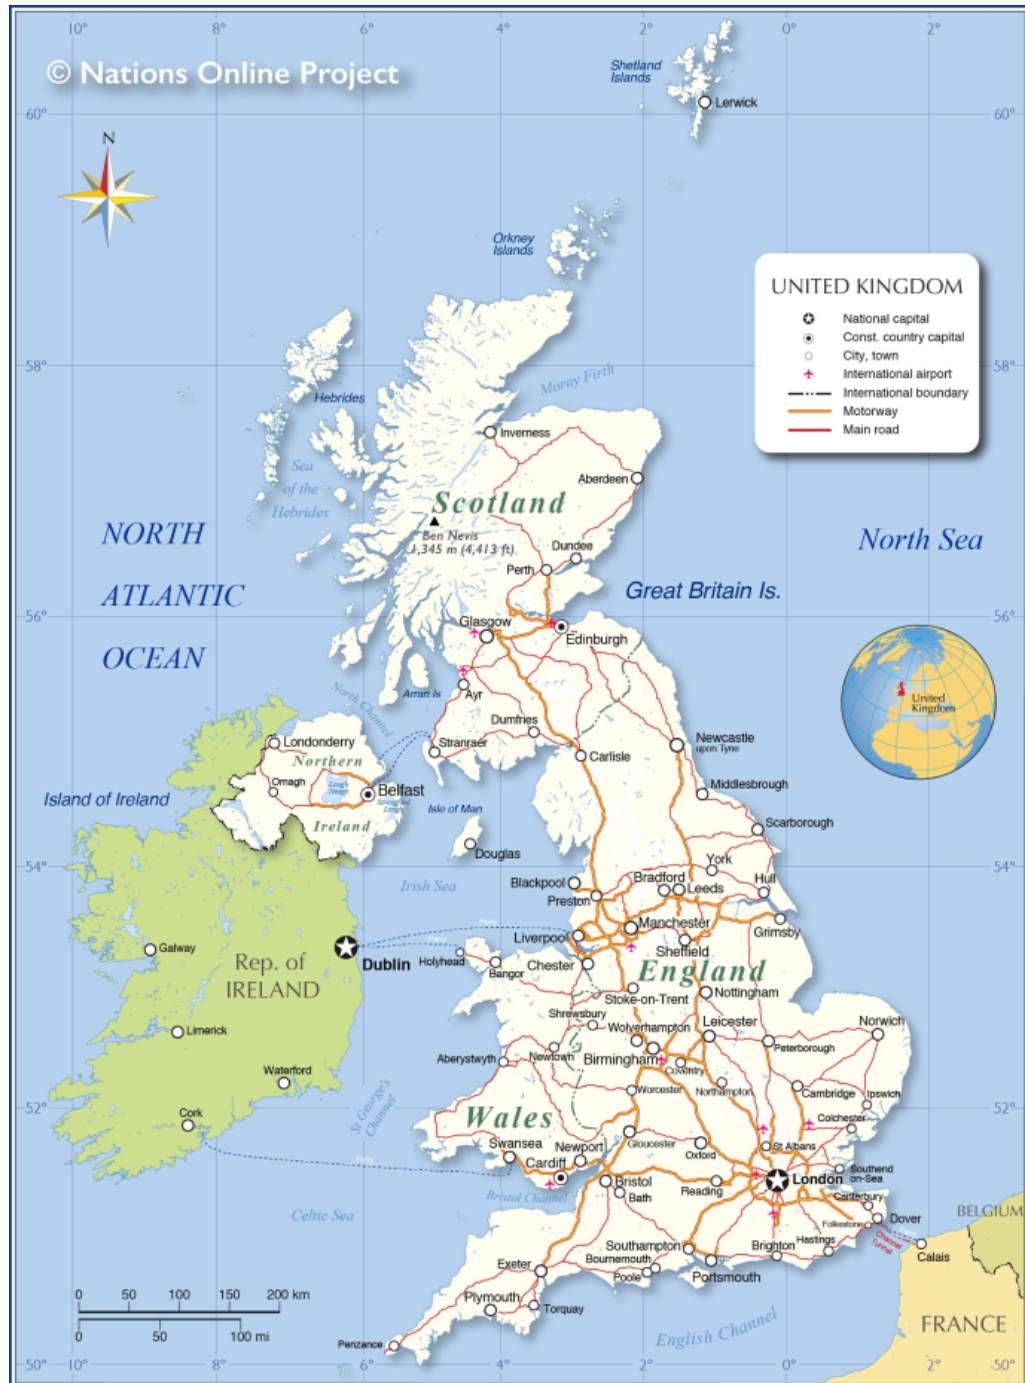 10°
8°
6°
4°
2°
0°
2°
© Nations Online Project
Shetland
Islands
Lerwick
60°
60°
N
Orkney
Islands
UNITED KINGDOM
National capital
Const. country capital
City, town
International airport
International boundary
Motorway
Main road
58°
58°
Moray Firth
Hebrides
Inverness
Sea
of the
Hebrides
Aberdeen
Scotland
Ben Nevis
1,345 m (4,413 ft)
NORTH
ATLANTIC
OCEAN
North Sea
Dundee
Perth
Great Britain Is.
56°
56°
Glasgow
Edinburgh
Arran Is
Ayr
North Channel
United
Kingdom
Dumfries
Stranraer
Newcastle
upon Tyne
Carlisle
Londonderry
Northern
Omagh
Lough
Neagh
Belfast
Strangford
Lough
Ireland
Island of Ireland
Isle of Man
Douglas
Middlesbrough
Scarborough
54°
54°
York
Irish Sea
Blackpool
Preston
Bradford
Leeds
Hull
Manchester
Grimsby
Liverpool
Sheffield
Ferry
Ferry
Galway
Rep. of
IRELAND
Dublin
Holyhead
Bangor
Chester
England
Stoke-on-Trent
Nottingham
Shrewsbury
Limerick
Wolverhampton
Leicester
Norwich
Peterborough
Aberystwyth
Newtown
Birmingham
Coventry
Waterford
Worcester
Northampton
Cambridge
Ipswich
52°
52°
Cork
St George's
Channel
Wales
Colchester
Swansea
Newport
Gloucester
Oxford
St Albans
Ferry
Cardiff
Southend
on-Sea
Bristol
Reading
London
Bristol Channel
Bath
Canterbury
Celtic Sea
Folkestone
Dover
Ferry
BELGIUM
Channel
Tunnel
Southampton
Brighton
Hastings
Calais
Exeter
Bournemouth
Poole
Portsmouth
0
50
100
150
200 km
Plymouth
Torquay
0
50
100 mi
English Channel
FRANCE
Penzance
50°
10°
8°
6°
4°
2°
0°
2°
50°